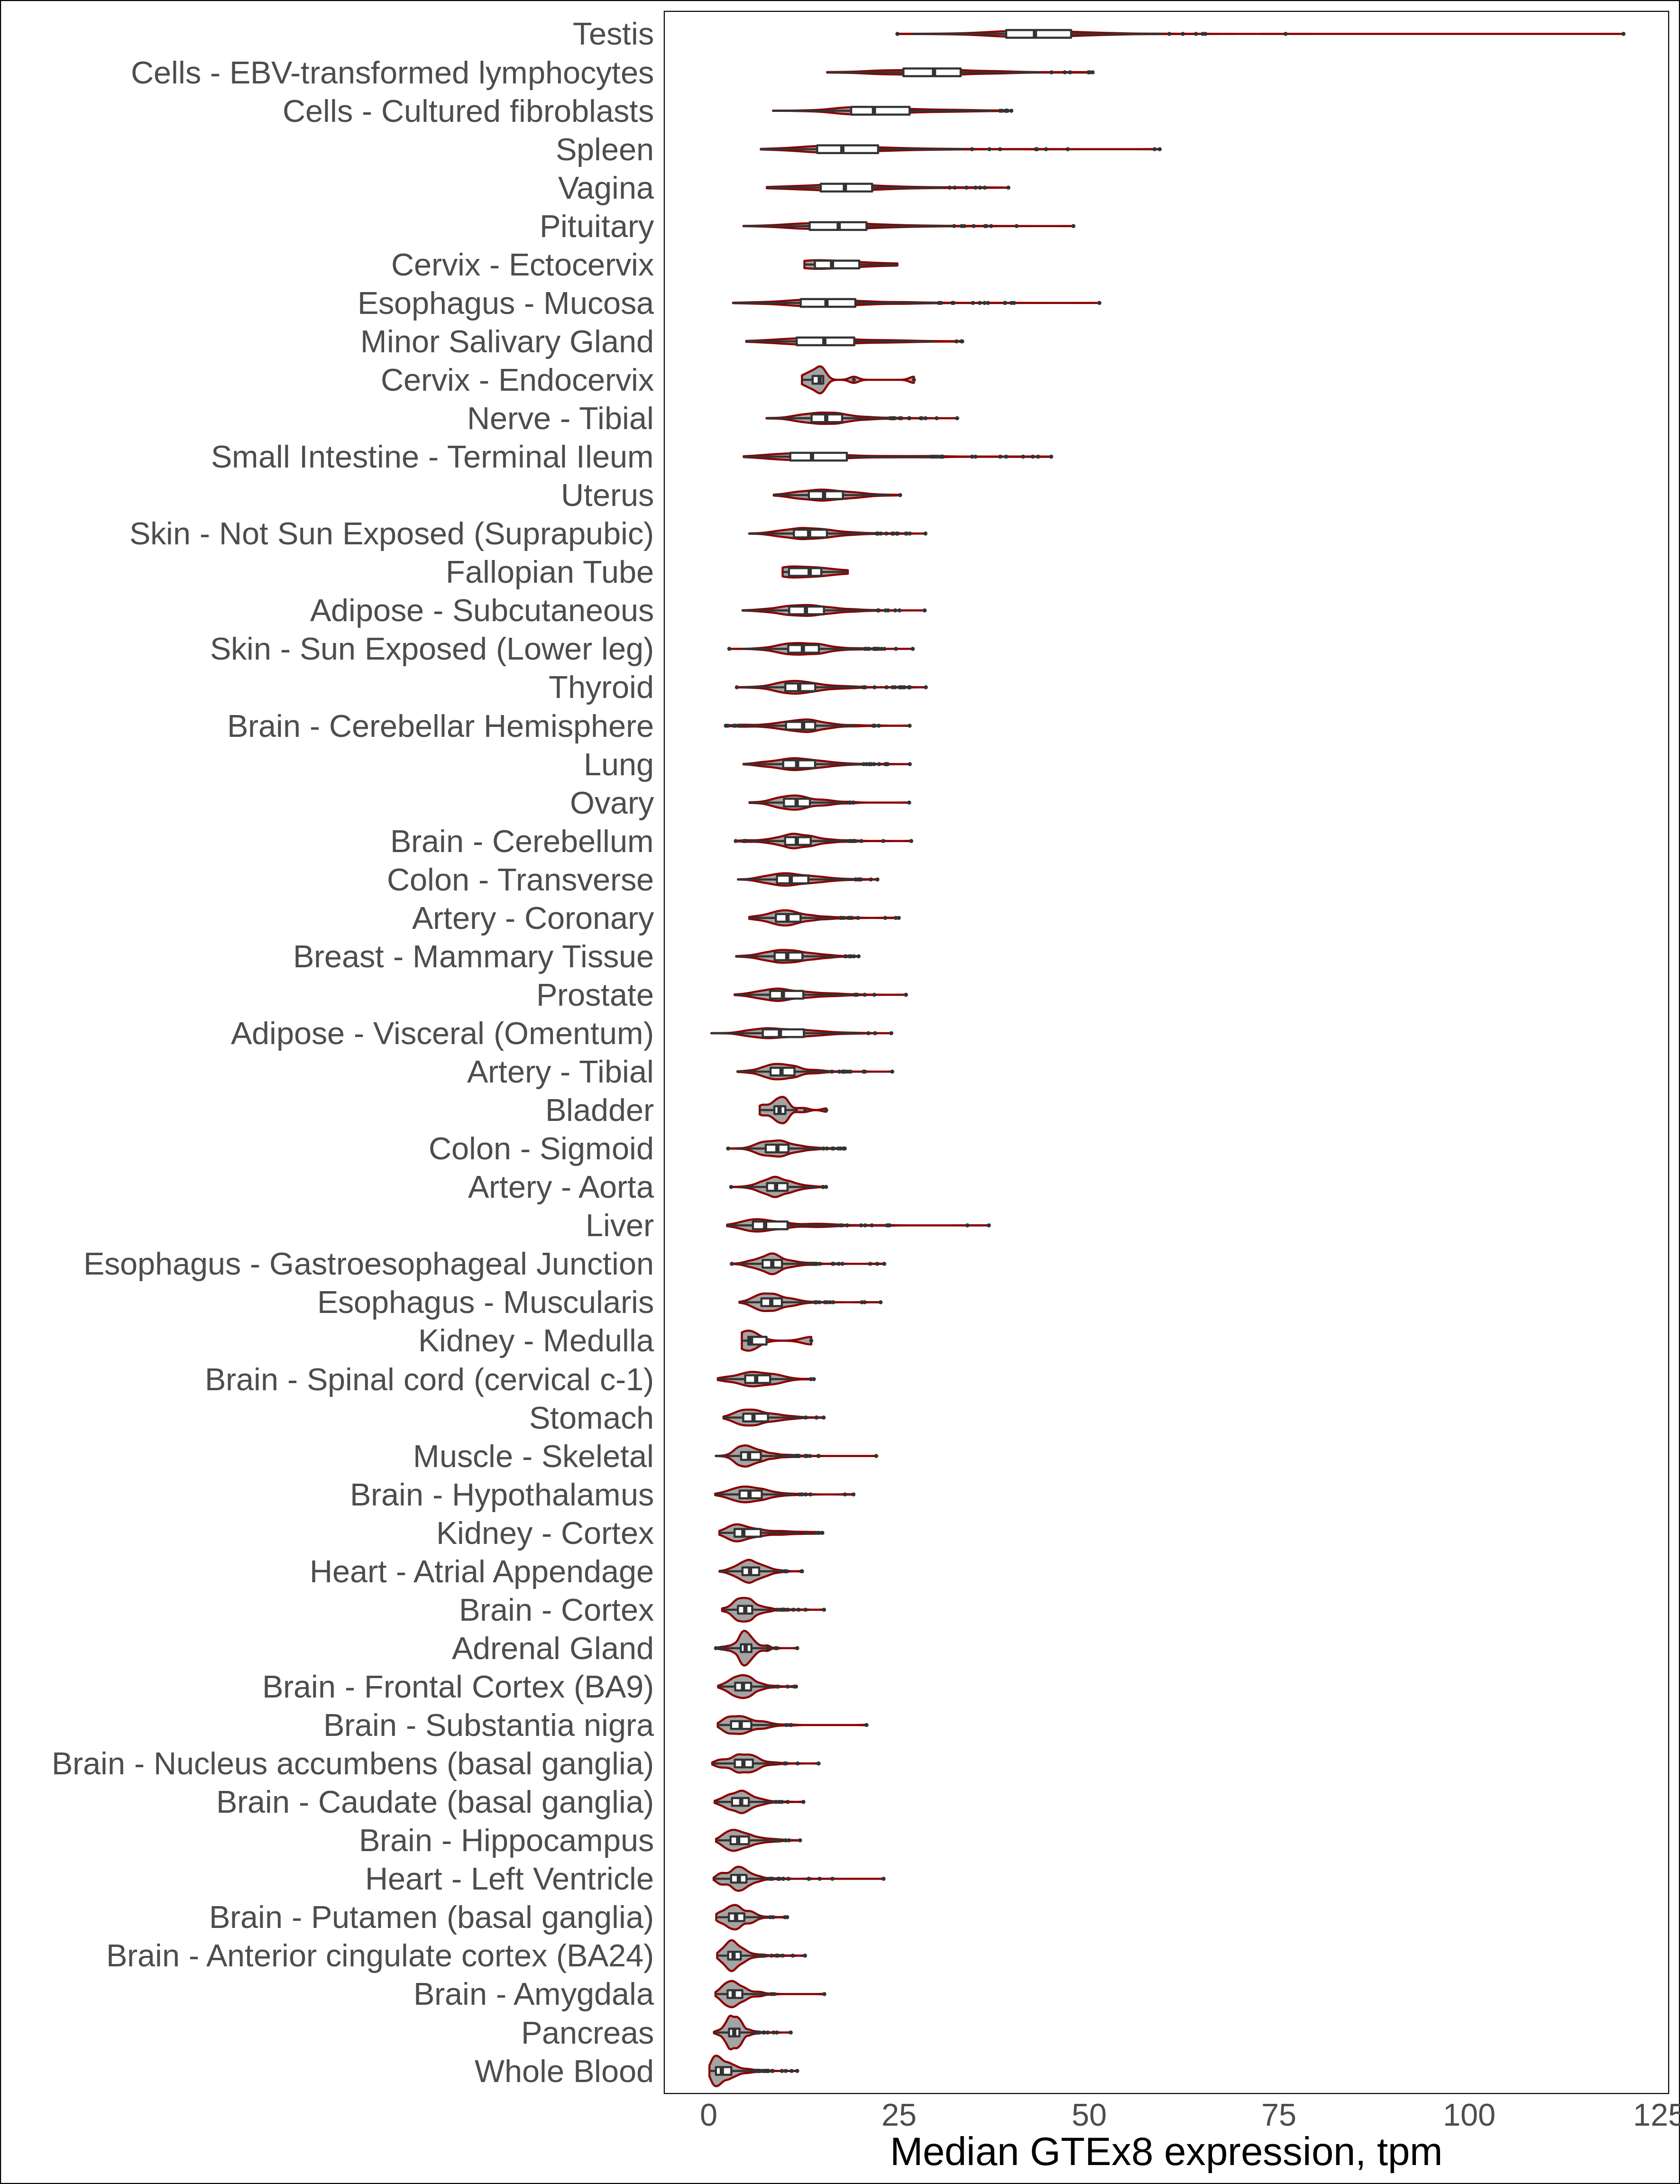 Testis
Cells - EBV-transformed lymphocytes
Cells - Cultured fibroblasts
Spleen
Vagina
Pituitary
Cervix - Ectocervix
Esophagus - Mucosa
Minor Salivary Gland
Cervix - Endocervix
Nerve - Tibial
Small Intestine - Terminal Ileum
Uterus
Skin - Not Sun Exposed (Suprapubic)
Fallopian Tube
Adipose - Subcutaneous
Skin - Sun Exposed (Lower leg)
Thyroid
Brain - Cerebellar Hemisphere
Lung
Ovary
Brain - Cerebellum
Colon - Transverse
Artery - Coronary
Breast - Mammary Tissue
Prostate
Adipose - Visceral (Omentum)
Artery - Tibial
Bladder
Colon - Sigmoid
Artery - Aorta
Liver
Esophagus - Gastroesophageal Junction
Esophagus - Muscularis
Kidney - Medulla
Brain - Spinal cord (cervical c-1)
Stomach
Muscle - Skeletal
Brain - Hypothalamus
Kidney - Cortex
Heart - Atrial Appendage
Brain - Cortex
Adrenal Gland
Brain - Frontal Cortex (BA9)
Brain - Substantia nigra
Brain - Nucleus accumbens (basal ganglia)
Brain - Caudate (basal ganglia)
Brain - Hippocampus
Heart - Left Ventricle
Brain - Putamen (basal ganglia)
Brain - Anterior cingulate cortex (BA24)
Brain - Amygdala
Pancreas
Whole Blood
0 25 50 75 100 125
Median GTEx8 expression, tpm